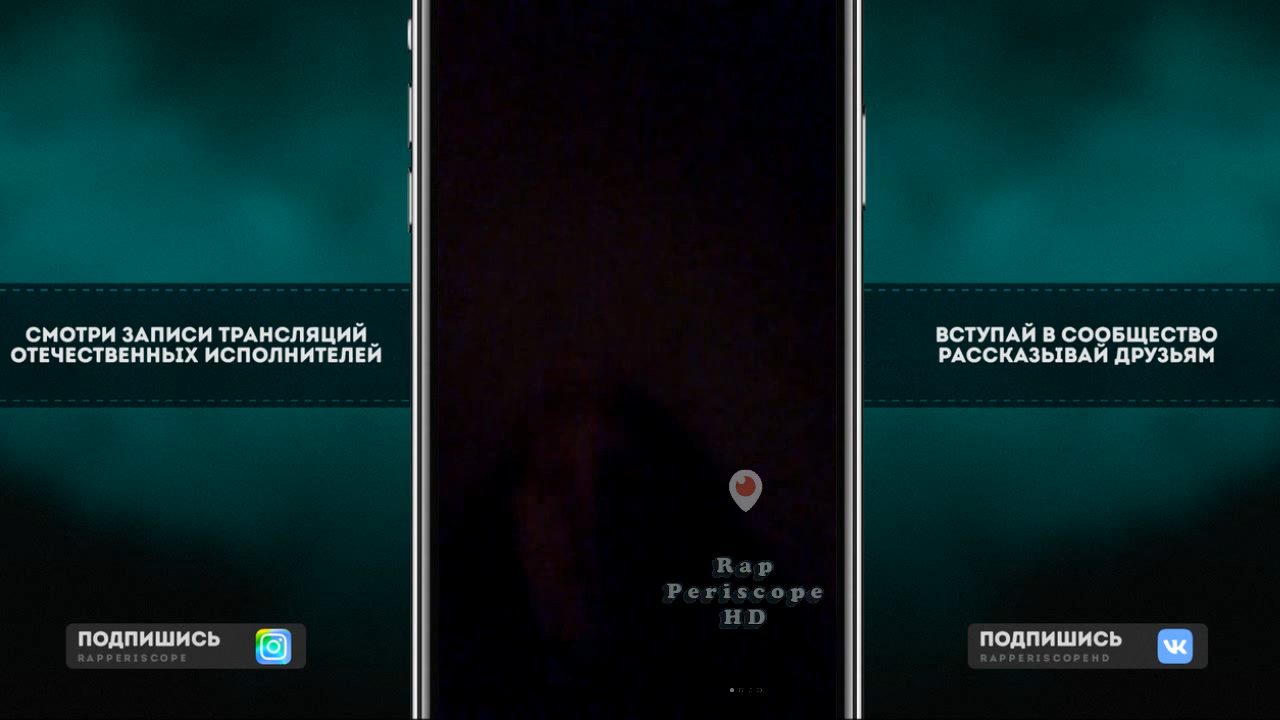 СМОТРИ ЗАПИСИ ТРАНСЛЯЦИЙ
ОТЕЧЕСТВЕННЫХ ИСПОЛНИТЕЛЕЙ
ВСТУПАЙ В СООБЩЕСТВО
РАССКАЗЫВАЙ ДРУЗЬЯМ
Rap
Periscope
HD
ПОДПИШИСЬ
RAPPERISCOPE
ПОДПИШИСЬ
RAPPERISCOPEHD